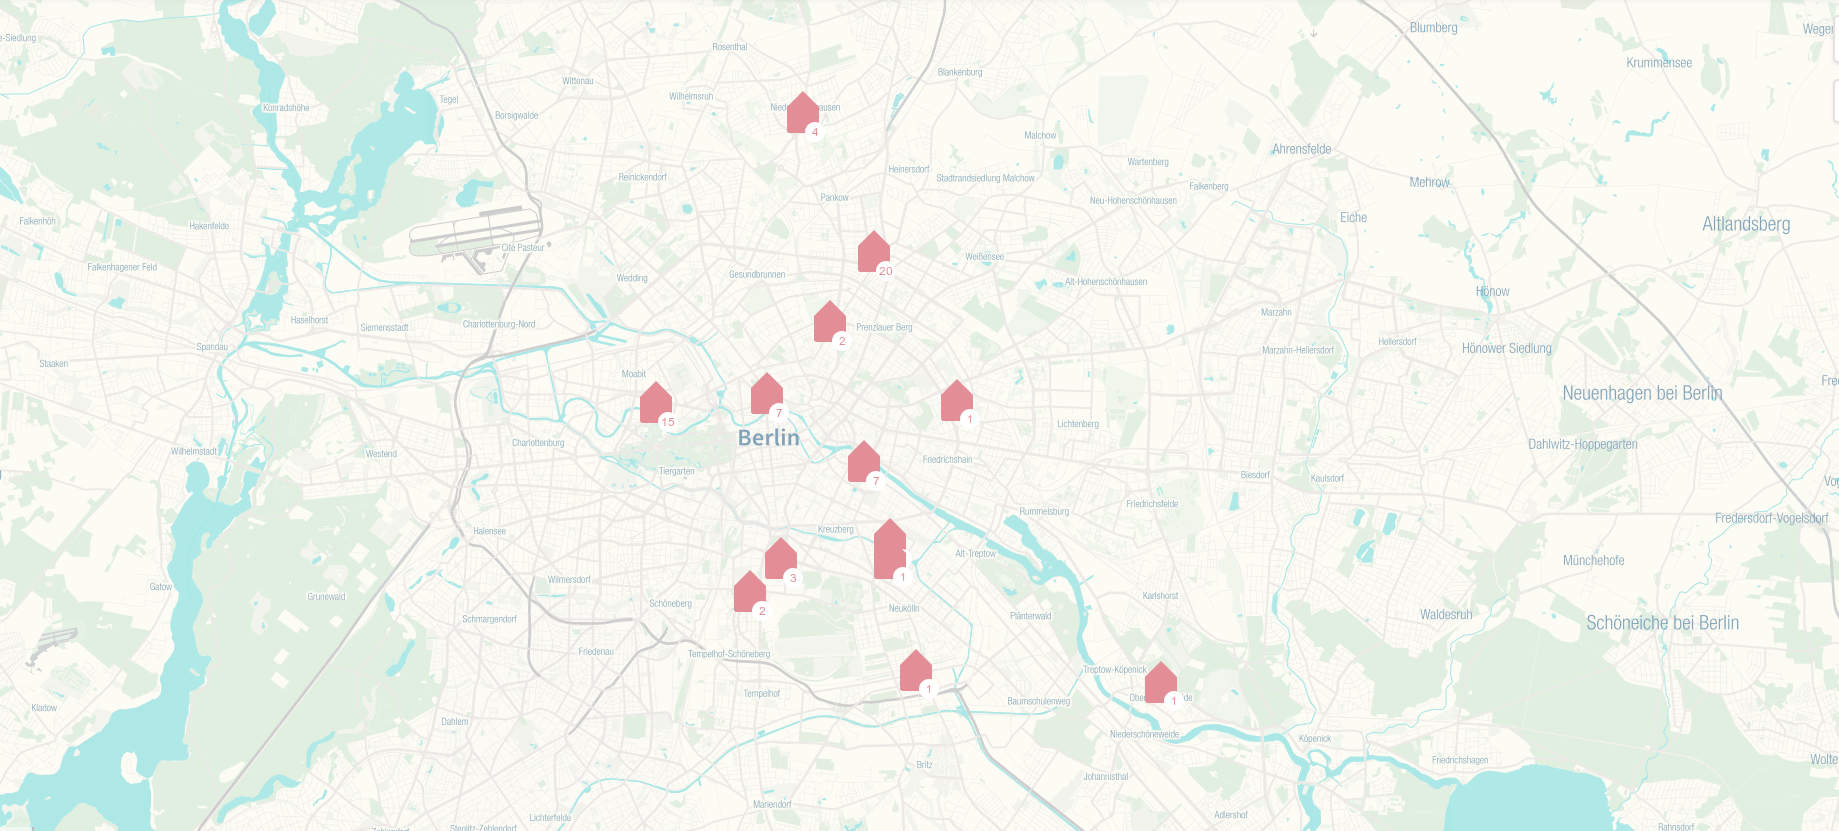 Blumberg
Krummensee
Rosenthal
Wittenau
Blankenburg
Tegel
Konradshöhe
Wilhelmsruh
Borsigwalde
4
Malchow
Ahrensfelde
Wartenberg
Reinickendorf
Heinersdorf
Stadtrandsiedlung Malchow
Falkenberg
Mehrow
Pankow
Neu-Hohenschönhausen
Falkenhöh
Hakenfelde
Eiche
Altlandsberg
Cité Pasteur
Falkenhagener Feld
Wedding
Gesundbrunnen
20
Weißensee
Alt-Hohenschönhausen
Hönow
Haselhorst
Siemensstadt
Charlottenburg-Nord
Marzahn
2
Prenzlauer Berg
Spandau
Staaken
Marzahn-Hellersdorf
Hellersdorf
Hönower Siedlung
Moabit
Neuenhagen bei Berlin
15
7
1
Lichtenberg
Berlin
Charlottenburg
Westend
Wilhelmstadt
Tiergarten
Friedrichshain
7
Dahlwitz-Hoppegarten
Biesdorf
Kaulsdorf
Friedrichsfelde
Rummelsburg
Fredersdorf-Vogelsdorf
Halensee
Kreuzberg
Alt-Treptow
Münchehofe
3
1
Wilmersdorf
Gatow
Grunewald
Schöneberg
2
Neukölln
Karlshorst
Plänterwald
Waldesruh
Schmargendorf
Schöneiche bei Berlin
Friedenau
Tempelhof-Schöneberg
Treptow-Köpenick
Tempelhof
1
Baumschulenweg
1
Kladow
Dahlem
Niederschöneweide
Köpenick
Britz
Johannisthal
Friedrichshagen
Mariendorf
Lichterfelde
Adlershof
Steglitz-Zehlendorf
Rahnsdorf